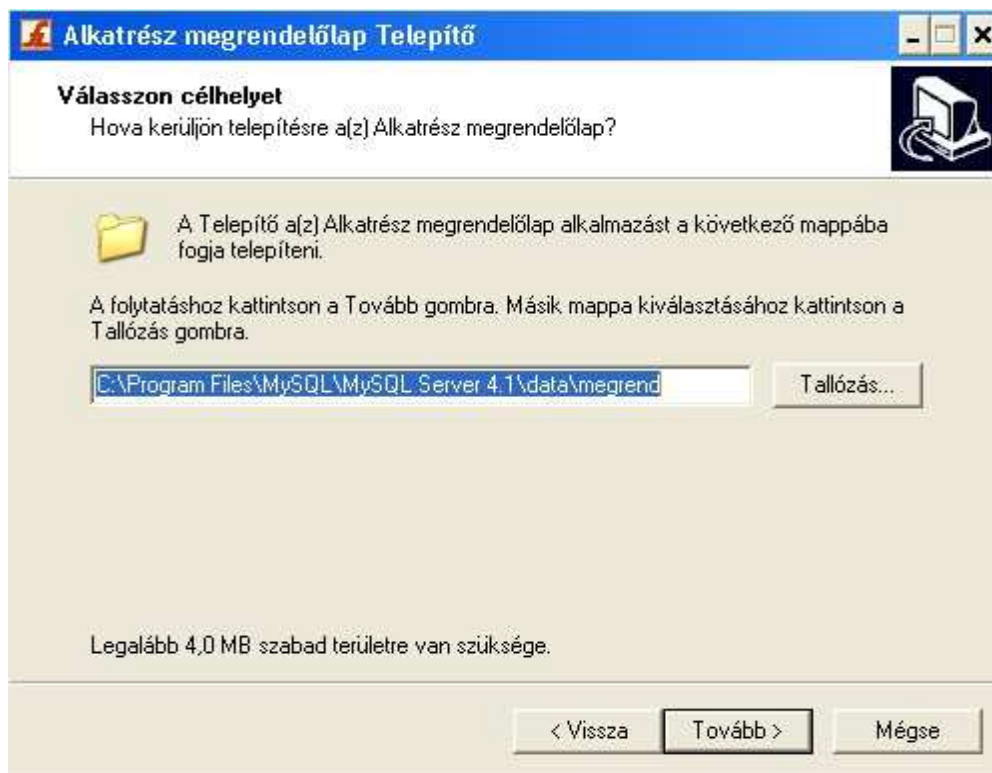 Alkatrész megrendelőlap Telepítő
Válasszon célhelyet
Hova kerüljön telepítésre a(z) Alkatrész megrendelőlap?
A Telepítő a(z) Alkatrész megrendelőlap alkalmazást a következő mappába
fogja telepíteni.
A folytatáshoz kattintson a Tovább gombra. Másik mappa kiválasztásához kattintson a
Tallózás gombra.
C:\Program Files\MySQL\MySQL Server 4.1\data\megrend
Tallózás...
Legalább 4,0 MB szabad területre van szüksége.
< Vissza Tovább > Mégse